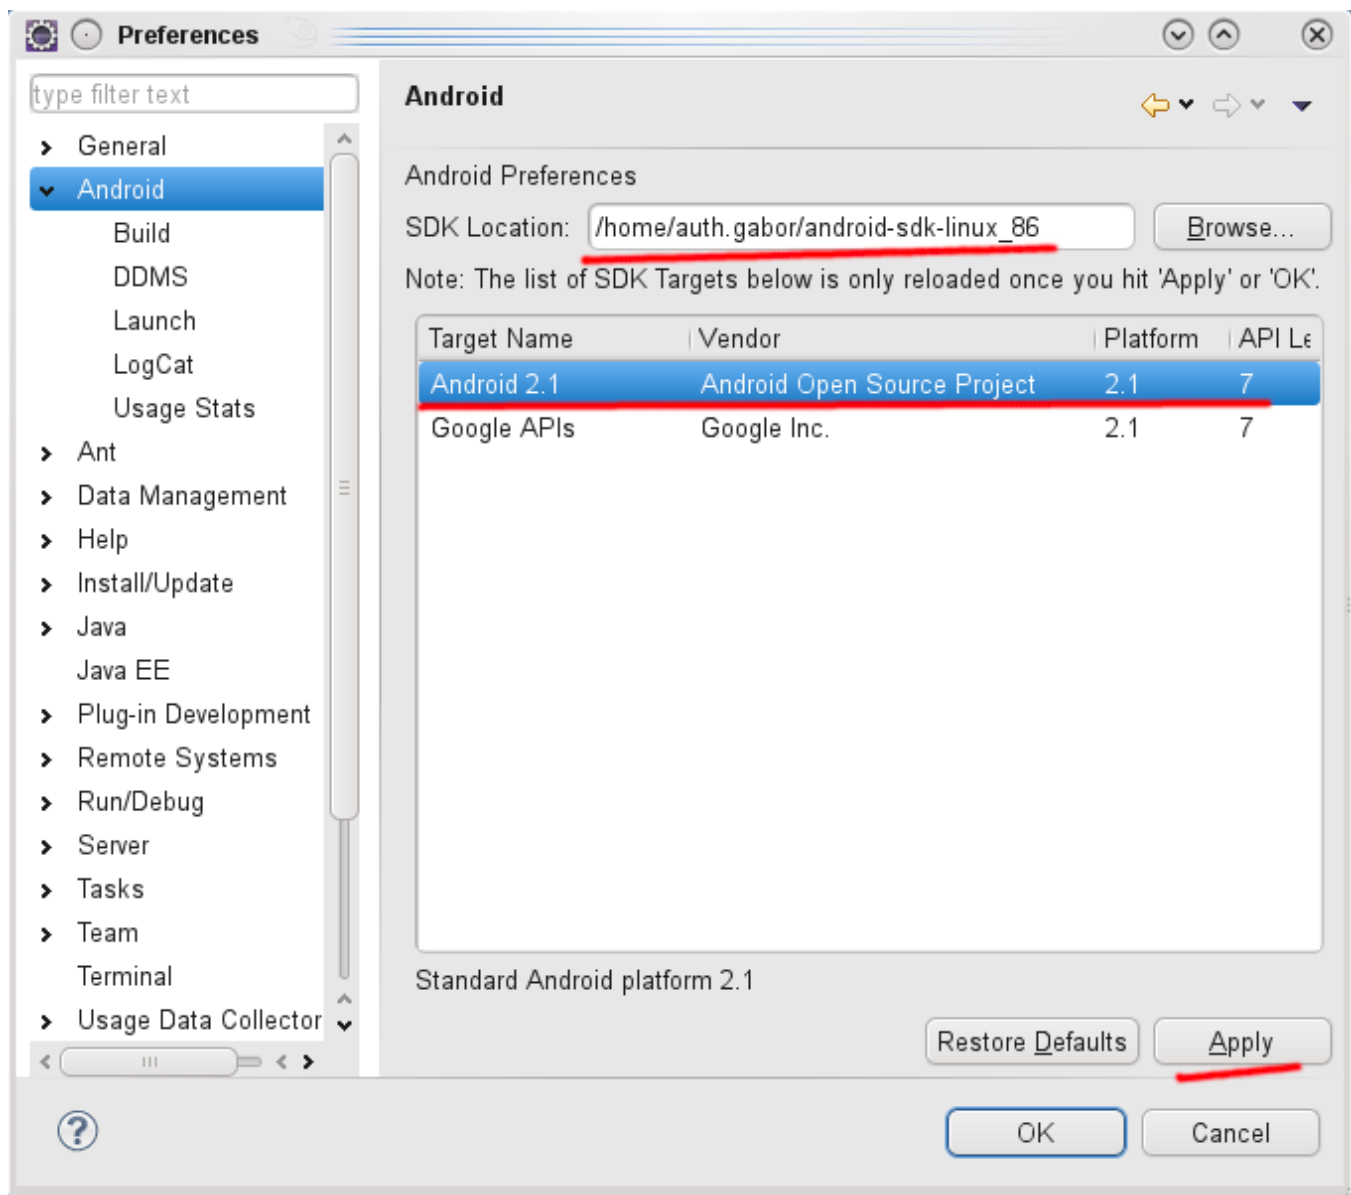 Preferences
type filter text
General
Android
Build
DDMS
Launch
LogCat
Usage Stats
Ant
Data Management
Help
Install/Update
Java
Java EE
Plug-in Development
Remote Systems
Run/Debug
Server
Tasks
Team
Terminal
Usage Data Collector
Android
Android Preferences
SDK Location: /home/auth.gabor/android-sdk-linux_86 Browse...
Note: The list of SDK Targets below is only reloaded once you hit 'Apply' or 'OK'.
Target Name Vendor Platform API Le
Android 2.1 Android Open Source Project 2.1 7
Google APIs Google Inc. 2.1 7
Standard Android platform 2.1
Restore Defaults Apply
OK Cancel